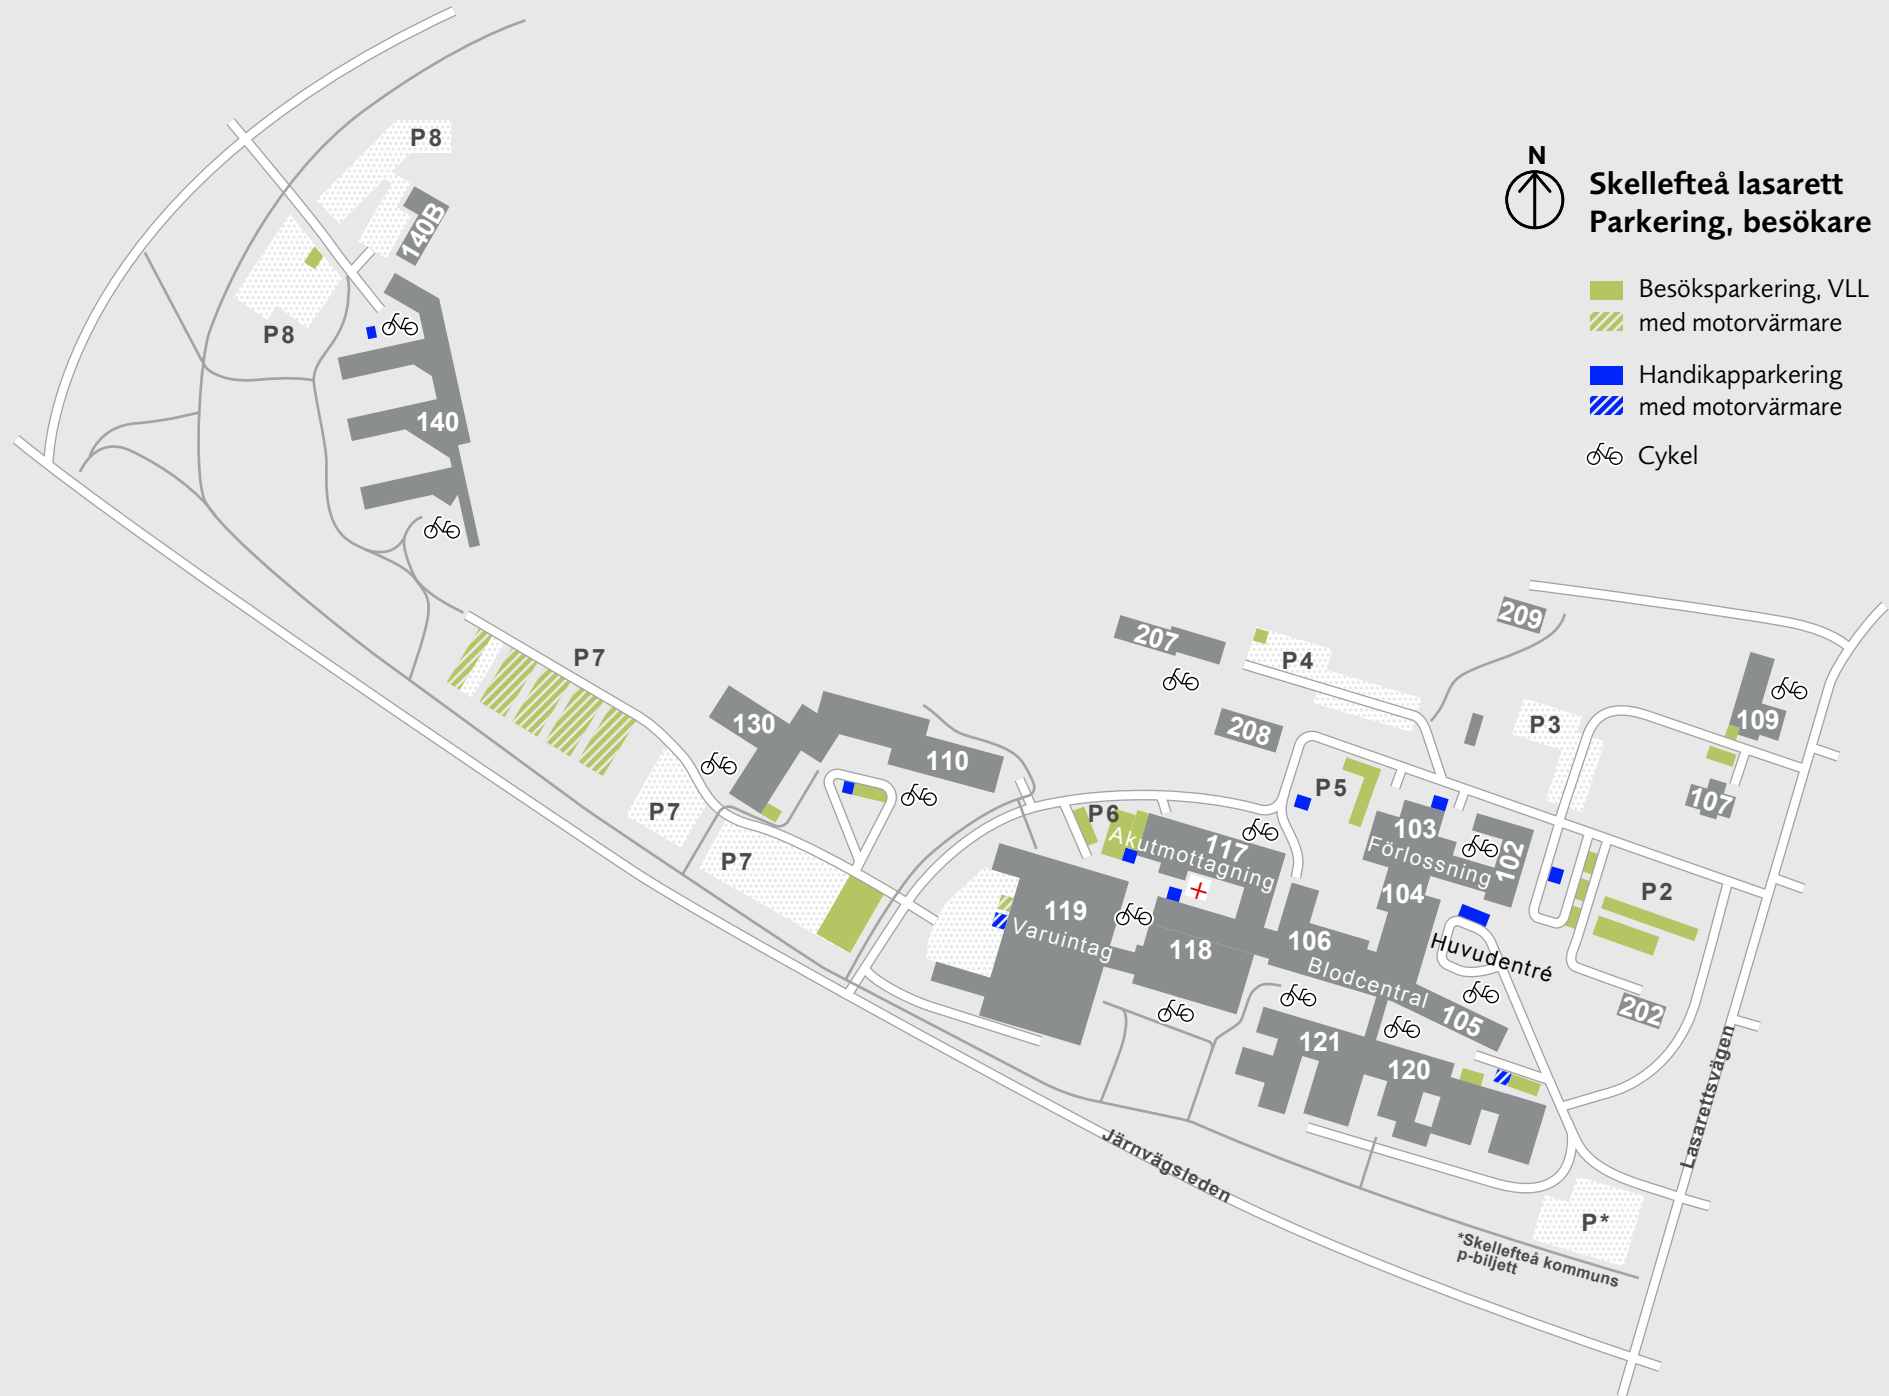 N
Skellefteå lasarett
Parkering, besökare
Besöksparkering, VLL
med motorvärmare
Handikapparkering
med motorvärmare
Cykel
P8
140B
P8
140
P7
P7
P7
130
110
207
P4
208
209
P3
109
107
P5
P6
Akutmottagning
117
103
Förlossning
102
104
P2
119
Varuintag
118
106
Blodcentral
105
Huvudentré
202
121
120
Lasarettsvägen
Järnvägsleden
P*
*Skellefteå kommuns
p-biljett